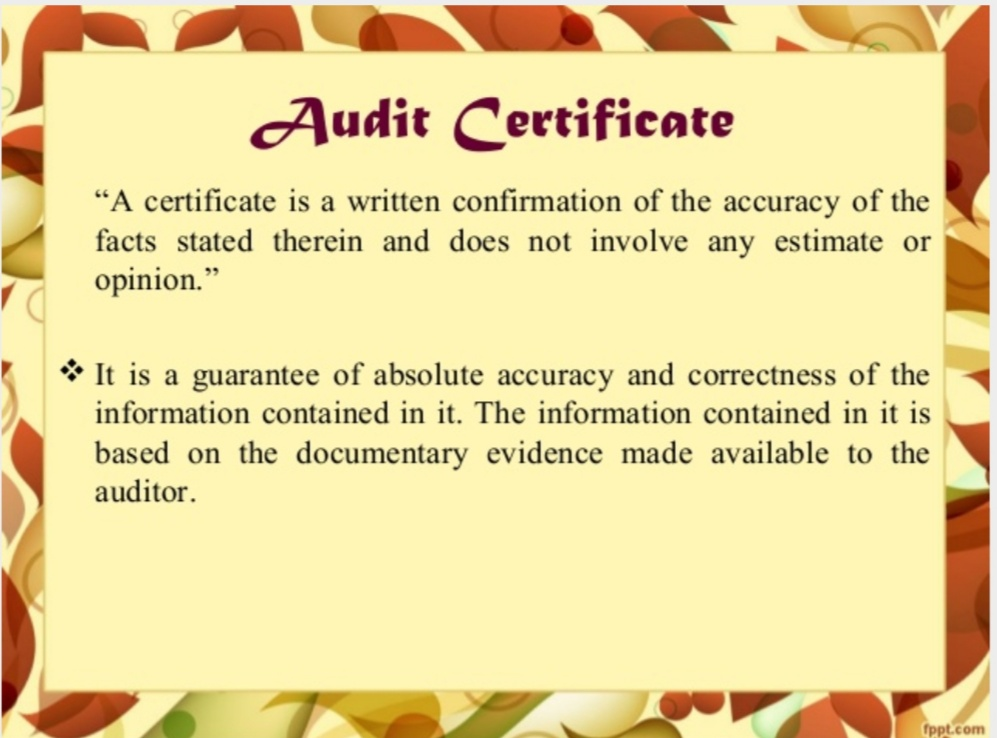 Audit Certificate
“A certificate is a written confirmation of the accuracy of the
facts stated therein and does not involve any estimate or
opinion.”
❖ It is a guarantee of absolute accuracy and correctness of the
information contained in it. The information contained in it is
based on the documentary evidence made available to the
auditor.
fppt.com